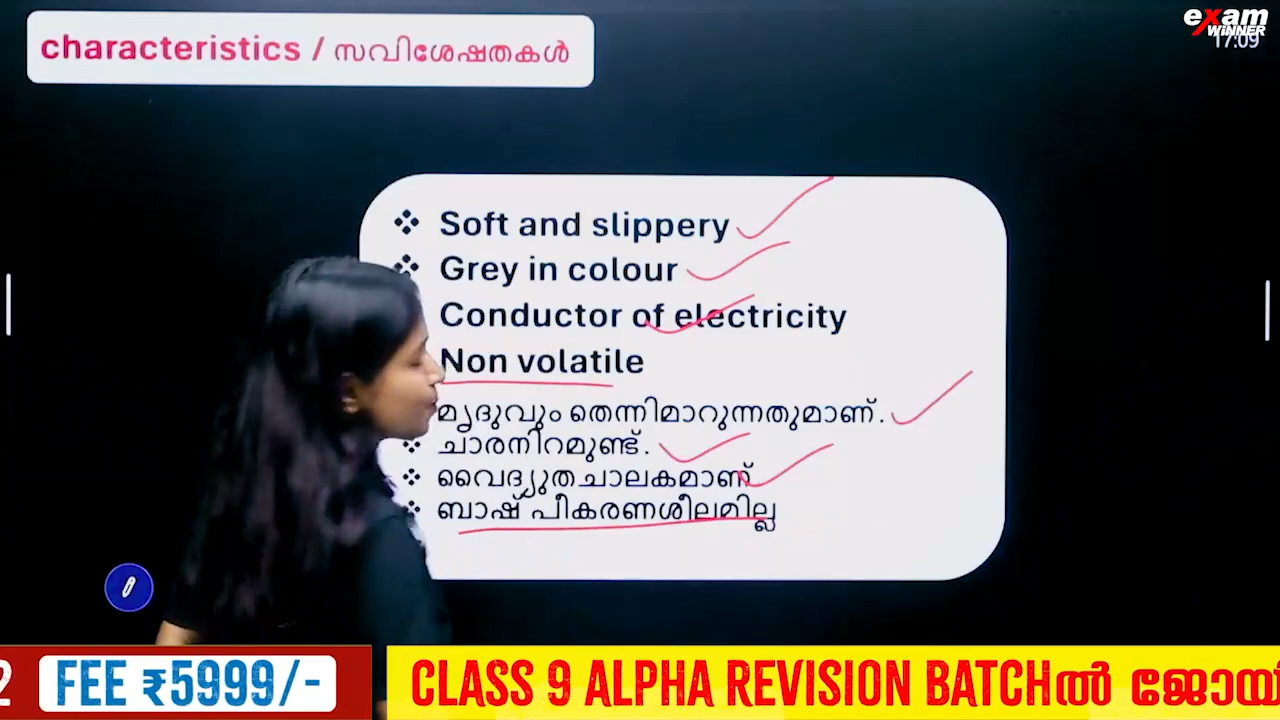 characteristics / സവിശേഷതകൾ
exam
WINNER
17:09
Soft and slippery
Grey in colour
Conductor of electricity
Non volatile
മൃദുവും തെന്നിമാറുന്നതുമാണ്.
ചാരനിറമുണ്ട്.
വൈദ്യുതചാലകമാണ്
ബാഷ് പീകരണശീലമില്ല
2 FEE ₹5999/- CLASS 9 ALPHA REVISION BATCHൽ